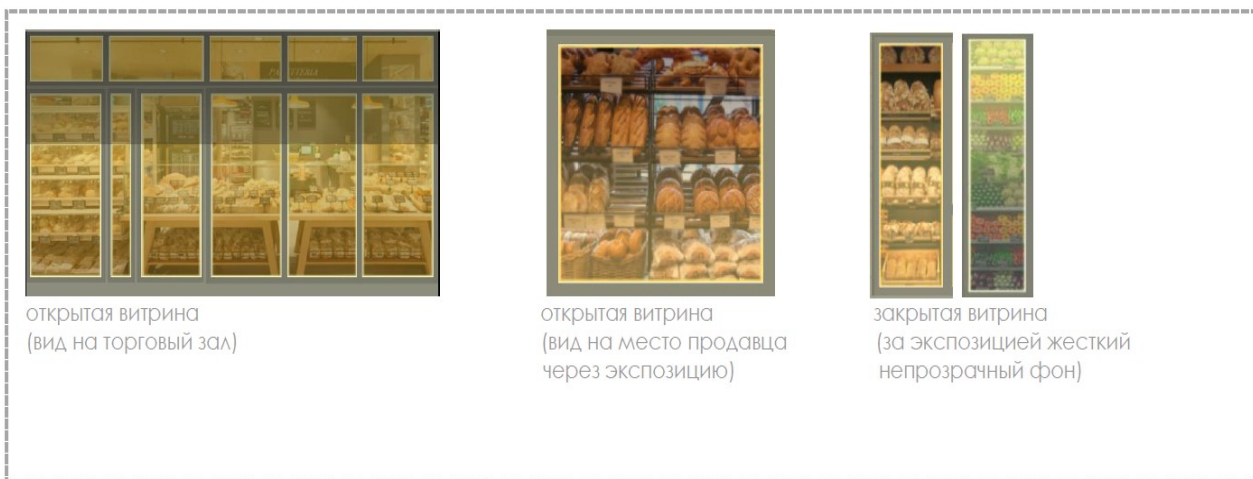 открытая витрина
(вид на торговый зал)
открытая витрина
(вид на место продавца
через экспозицию)
закрытая витрина
(за экспозицией жесткий
непрозрачный фон)